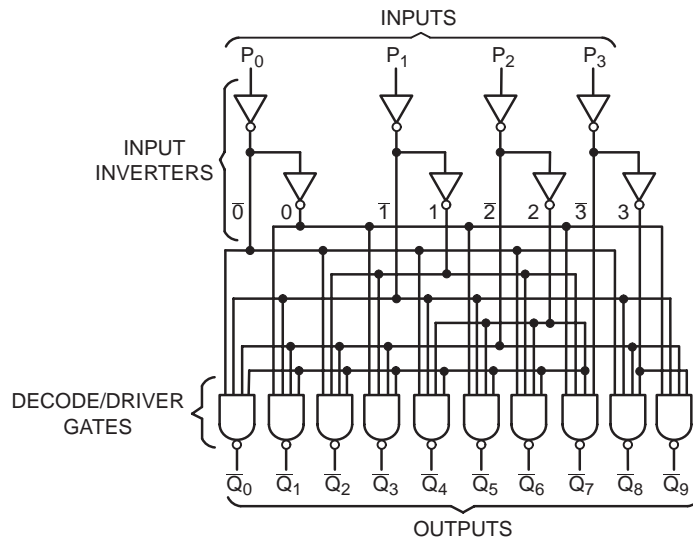 INPUTS
P0 P1 P2 P3
INPUT
INVERTERS
0̅ 0 1̅ 1 2̅ 2 3̅ 3
DECODE/DRIVER
GATES
Q̅0 Q̅1 Q̅2 Q̅3 Q̅4 Q̅5 Q̅6 Q̅7 Q̅8 Q̅9
OUTPUTS